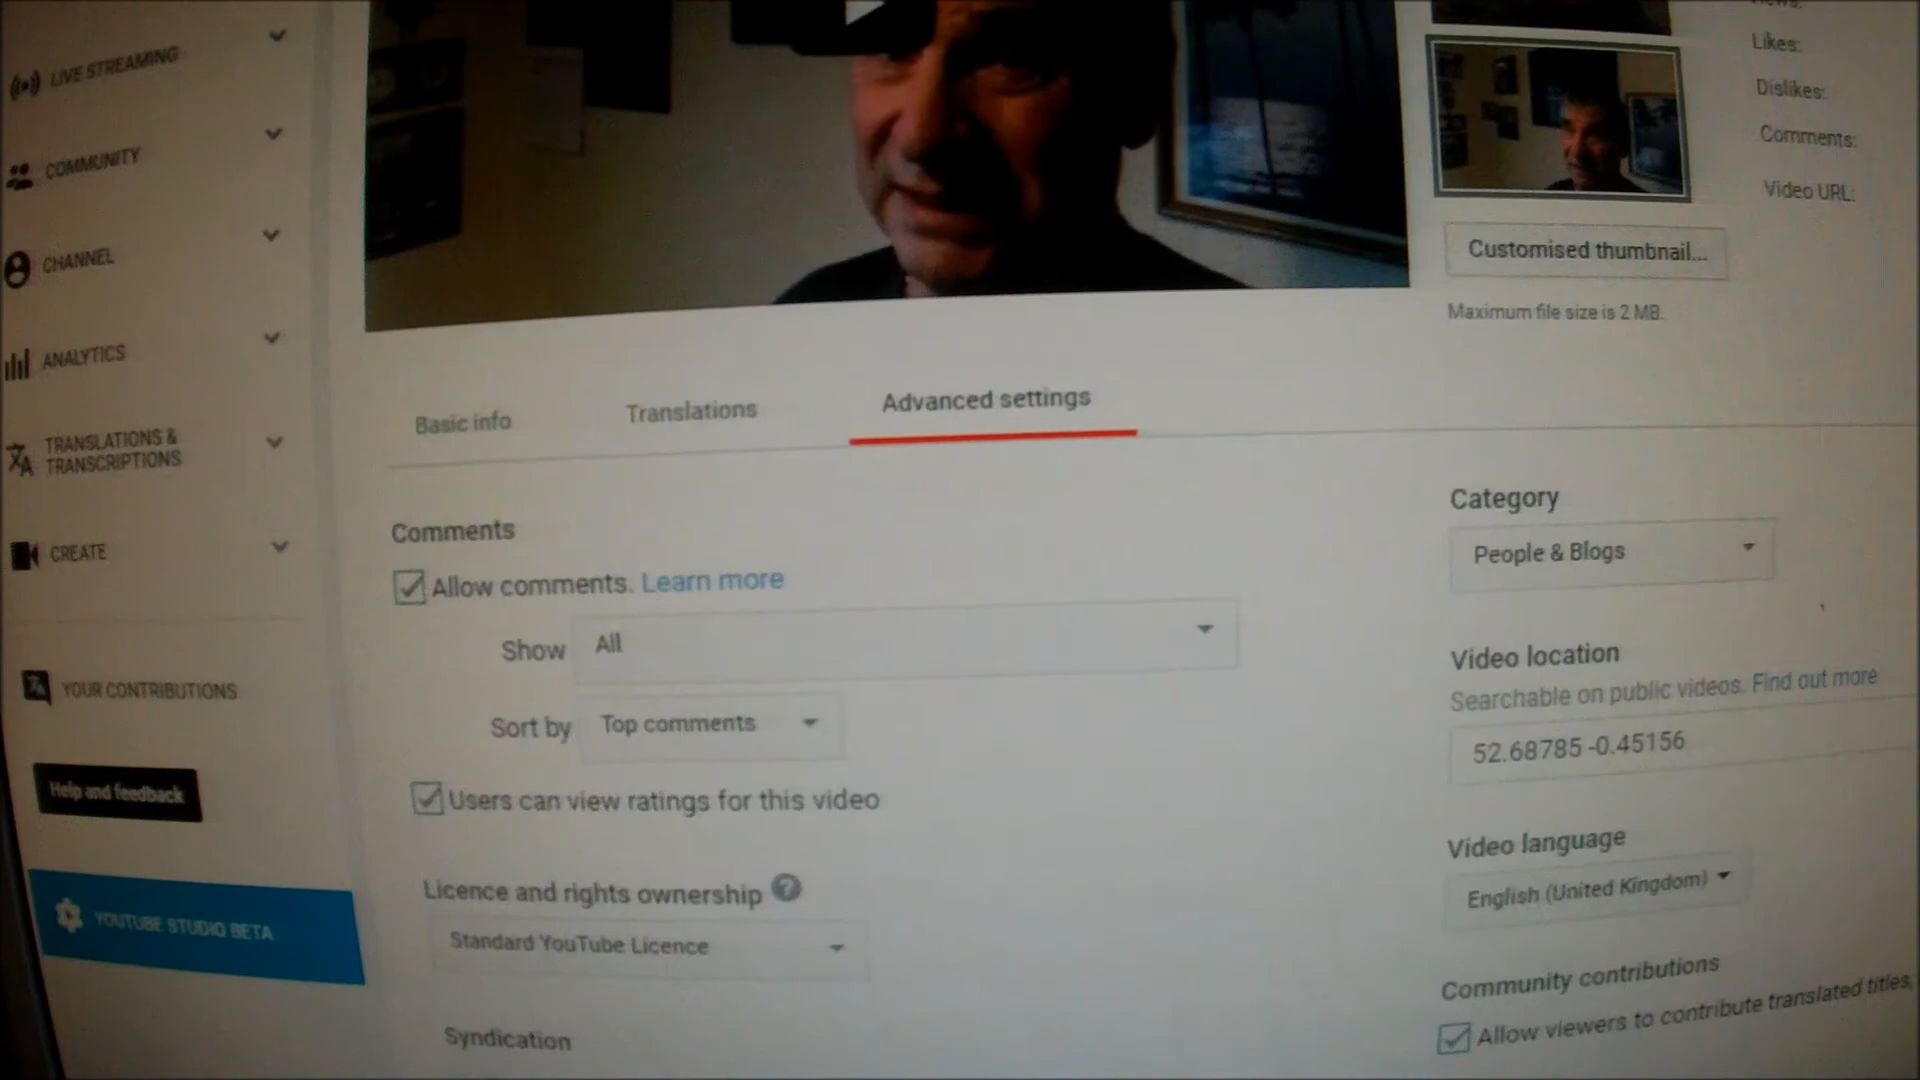 LIVE STREAMING
COMMUNITY
CHANNEL
ANALYTICS
TRANSLATIONS &
TRANSCRIPTIONS
CREATE
YOUR CONTRIBUTIONS
Help and feedback
YOUTUBE STUDIO BETA
Likes:
Dislikes:
Comments:
Video URL:
Customised thumbnail...
Maximum file size is 2 MB.
Basic info
Translations
Advanced settings
Comments
Allow comments. Learn more
Show All
Sort by Top comments
Users can view ratings for this video
Licence and rights ownership
Standard YouTube Licence
Syndication
Category
People & Blogs
Video location
Searchable on public videos. Find out more
52.68785 -0.45156
Video language
English (United Kingdom)
Community contributions
Allow viewers to contribute translated titles,